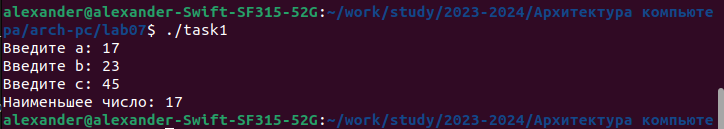 alexander@alexander-Swift-SF315-52G:~/work/study/2023-2024/Архитектура компьюте
ра/arch-pc/lab07$ ./task1
Введите a: 17
Введите b: 23
Введите c: 45
Наименьшее число: 17
alexander@alexander-Swift-SF315-52G:~/work/study/2023-2024/Архитектура компьюте